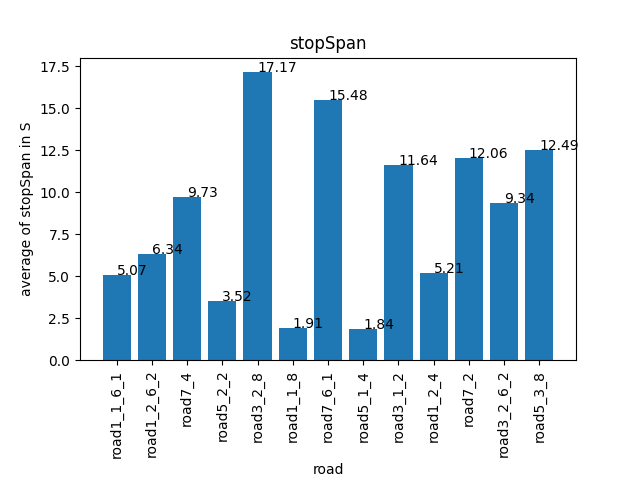 stopSpan
average of stopSpan in S
17.5
15.0
12.5
10.0
7.5
5.0
2.5
0.0
5.07
6.34
9.73
3.52
17.17
1.91
15.48
1.84
11.64
5.21
12.06
9.34
12.49
road1_1_6_1
road1_2_6_2
road7_4
road5_2_2
road3_2_8
road1_1_8
road7_6_1
road5_1_4
road3_1_2
road1_2_4
road7_2
road3_2_6_2
road5_3_8
road